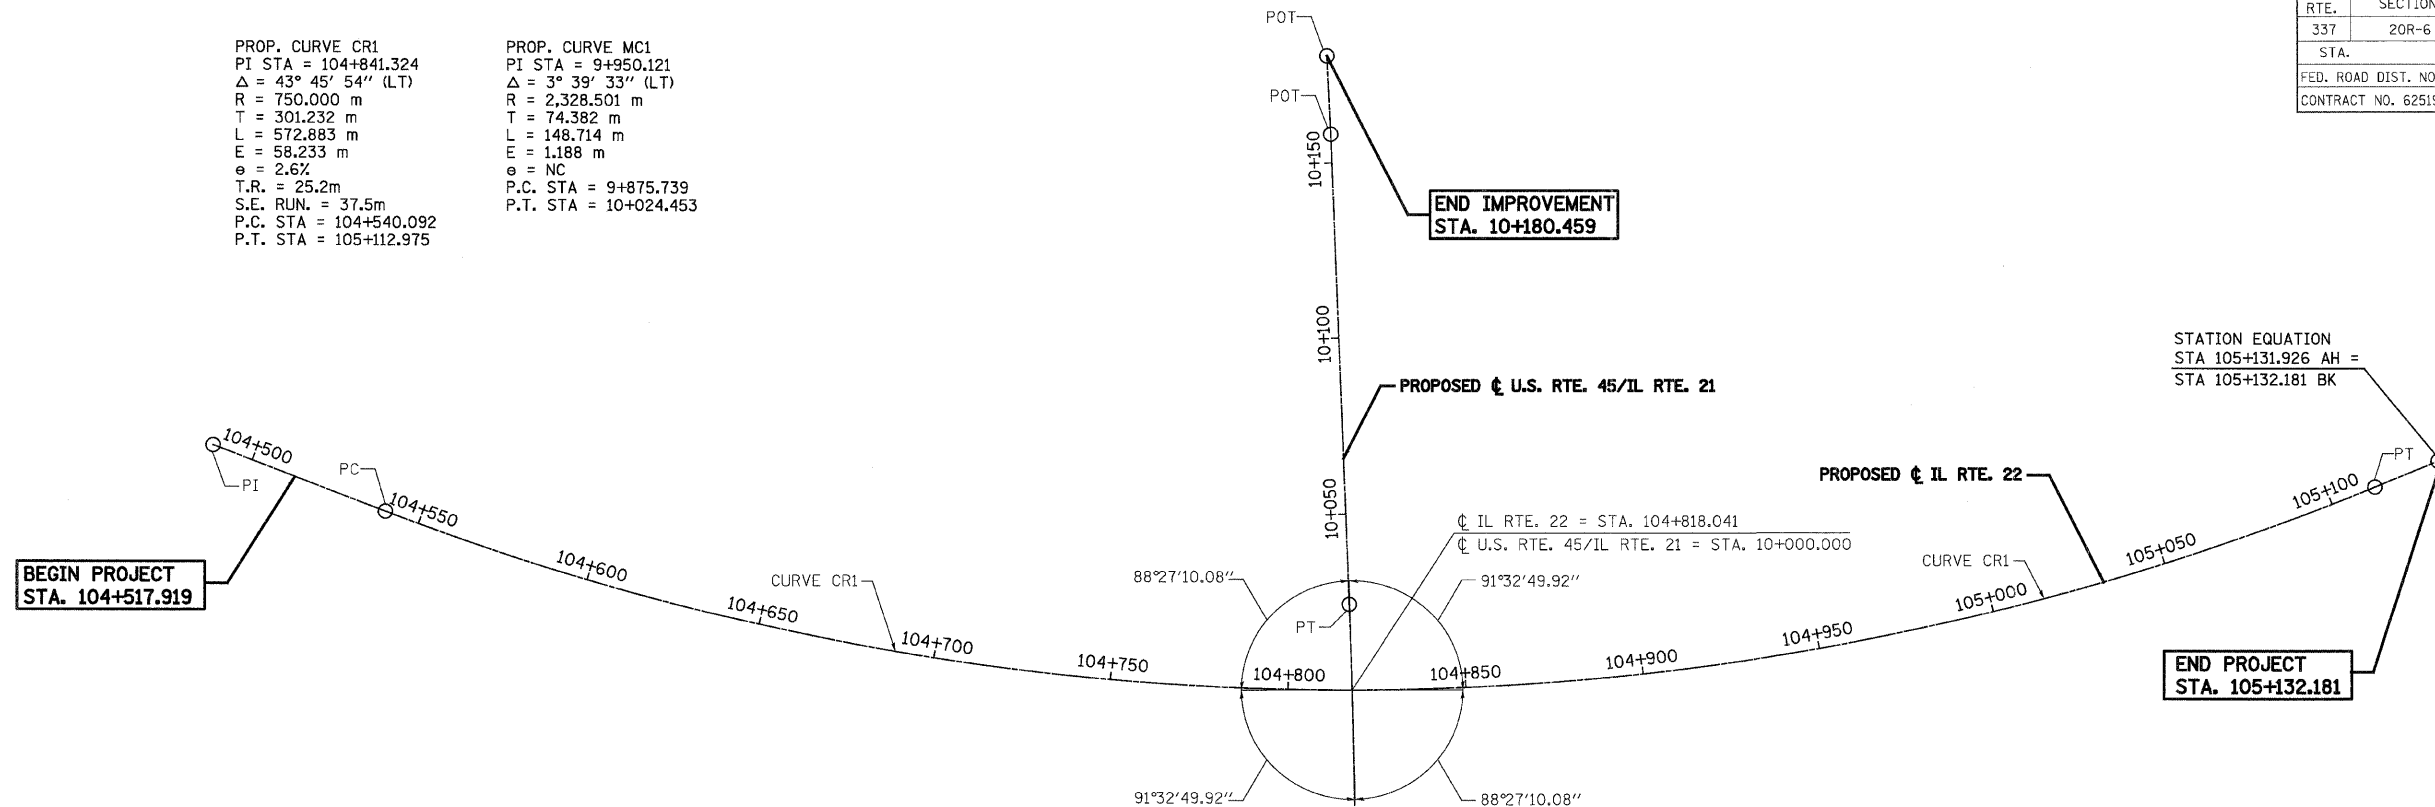 PROP. CURVE CR1
PI STA = 104+841.324
Δ = 43° 45' 54" (LT)
R = 750.000 m
T = 301.232 m
L = 572.883 m
E = 58.233 m
e = 2.6%
T.R. = 25.2m
S.E. RUN. = 37.5m
P.C. STA = 104+540.092
P.T. STA = 105+112.975
PROP. CURVE MC1
PI STA = 9+950.121
Δ = 3° 39' 33" (LT)
R = 2,328.501 m
T = 74.382 m
L = 148.714 m
E = 1.188 m
e = NC
P.C. STA = 9+875.739
P.T. STA = 10+024.453
POT
POT
10+150
END IMPROVEMENT
STA. 10+180.459
10+100
PROPOSED ℄ U.S. RTE. 45/IL RTE. 21
10+050
RTE.
SECTION
337
20R-6
STA.
FED. ROAD DIST. NO
CONTRACT NO. 62519
STATION EQUATION
STA 105+131.926 AH =
STA 105+132.181 BK
104+500
PI
PC
104+550
BEGIN PROJECT
STA. 104+517.919
104+600
104+650
CURVE CR1
104+700
104+750
104+800
104+850
88°27'10.08"
91°32'49.92"
PT
℄ IL RTE. 22 = STA. 104+818.041
℄ U.S. RTE. 45/IL RTE. 21 = STA. 10+000.000
91°32'49.92"
88°27'10.08"
104+900
104+950
105+000
CURVE CR1
PROPOSED ℄ IL RTE. 22
105+050
105+100
PT
END PROJECT
STA. 105+132.181